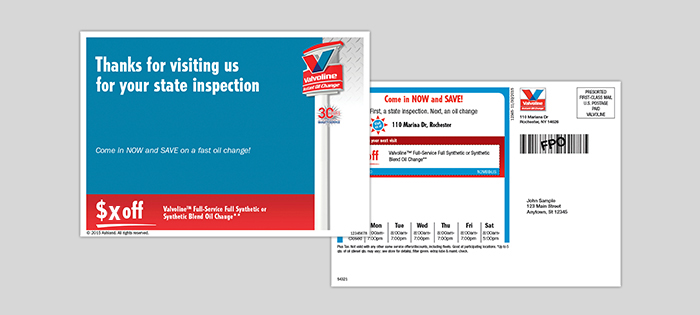 Thanks for visiting us
for your state inspection
Valvoline
Instant Oil Change
30
Come in NOW and SAVE on a fast oil change!
$x off
Valvoline™ Full-Service Full Synthetic or
Synthetic Blend Oil Change**
© 2015 Ashland. All rights reserved.
Come in NOW and SAVE!
First, a state inspection. Next, an oil change
110 Marina Dr, Rochester
your next visit
off
Valvoline™ Full-Service Full Synthetic or Synthetic
Blend Oil Change**
Mon Tue Wed Thu Fri Sat
8:00am- 8:00am- 8:00am- 8:00am- 8:00am- 8:00am-
7:00pm 7:00pm 7:00pm 7:00pm 7:00pm 5:00pm
Valvoline
Instant Oil Change
110 Marina Dr
Rochester, NY 14626
PRESORTED
FIRST-CLASS MAIL
U.S. POSTAGE
PAID
VALVOLINE
FPO
John Sample
123 Main Street
Anytown, St 12345